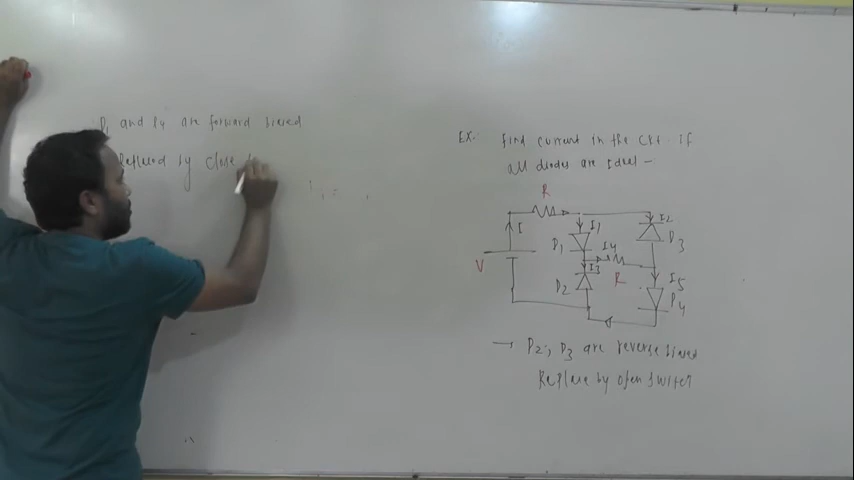 D1 and D4 are forward biased
Replaced by close
I1 =
EX: Find current in the CKt. if
all diodes are Ideal -
R
I
I1
I2
D1
I4
D3
V
I3
R
D2
I5
D4
→ D2, D3 are reverse biased
Replace by open switch